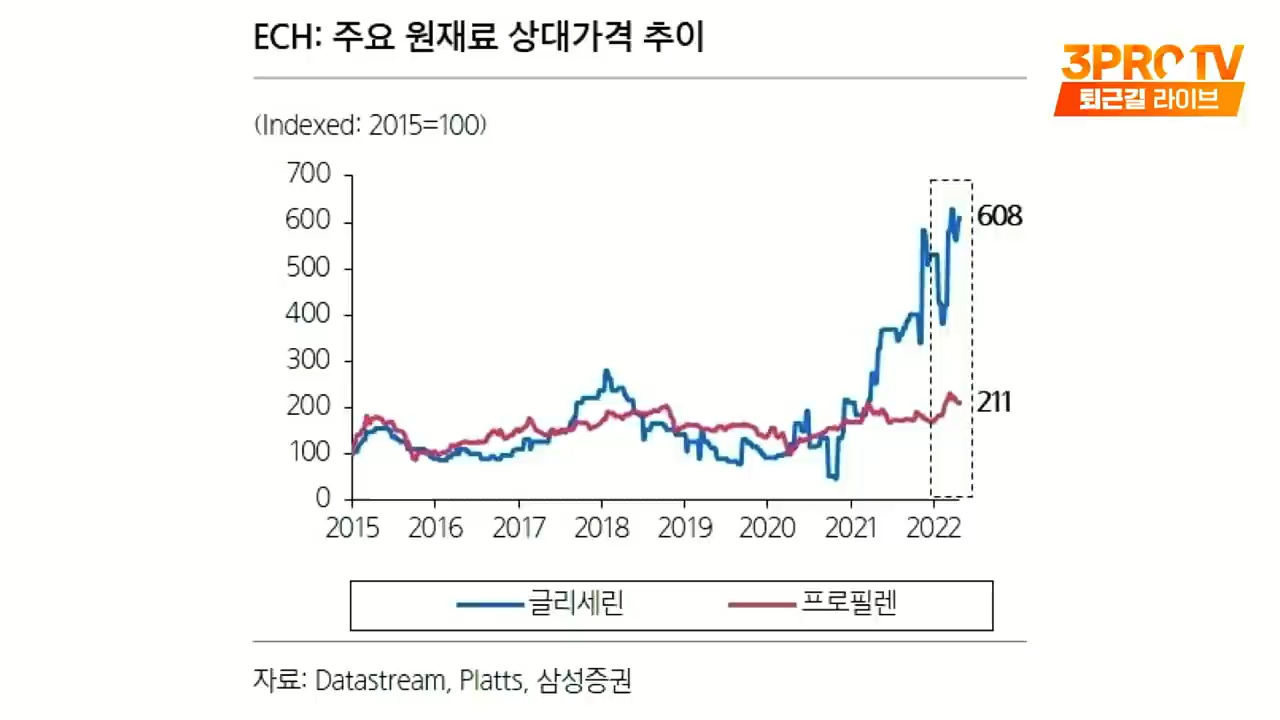 ECH: 주요 원재료 상대가격 추이
3PRO TV
퇴근길 라이브
(Indexed: 2015=100)
700
600
500
400
300
200
100
0
608
211
2015 2016 2017 2018 2019 2020 2021 2022
글리세린 프로필렌
자료: Datastream, Platts, 삼성증권